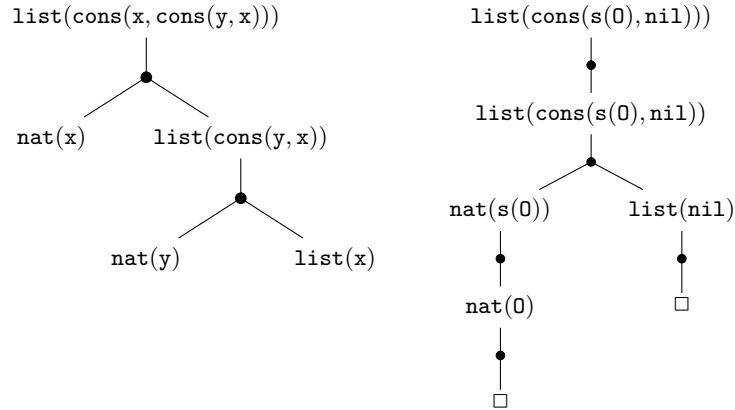 list(cons(x, cons(y, x)))
nat(x)
list(cons(y, x))
nat(y)
list(x)
list(cons(s(0), nil)))
list(cons(s(0), nil))
nat(s(0))
list(nil)
nat(0)